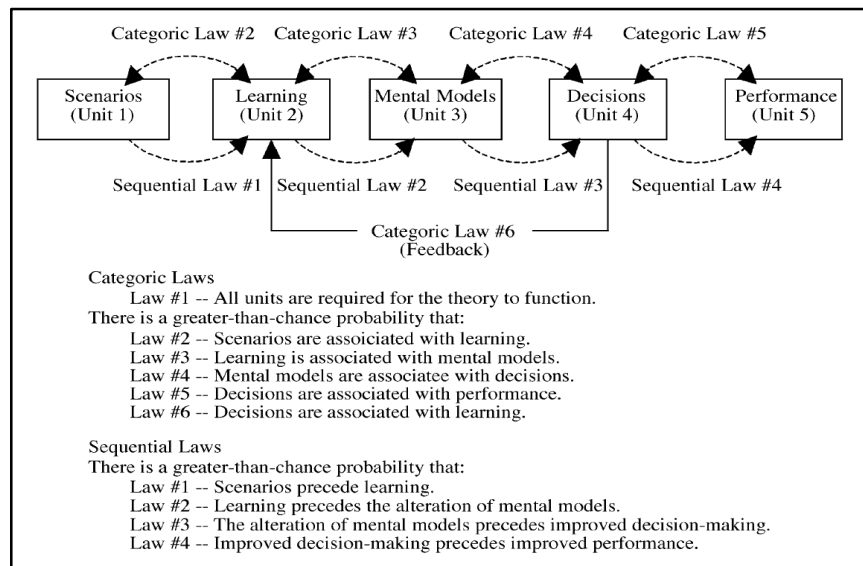 Categoric Law #2 Categoric Law #3 Categoric Law #4 Categoric Law #5
Scenarios Learning Mental Models Decisions Performance
(Unit 1) (Unit 2) (Unit 3) (Unit 4) (Unit 5)
Sequential Law #1 Sequential Law #2 Sequential Law #3 Sequential Law #4
Categoric Law #6
(Feedback)
Categoric Laws
Law #1 -- All units are required for the theory to function.
There is a greater-than-chance probability that:
Law #2 -- Scenarios are assoiciated with learning.
Law #3 -- Learning is associated with mental models.
Law #4 -- Mental models are associatee with decisions.
Law #5 -- Decisions are associated with performance.
Law #6 -- Decisions are associated with learning.
Sequential Laws
There is a greater-than-chance probability that:
Law #1 -- Scenarios precede learning.
Law #2 -- Learning precedes the alteration of mental models.
Law #3 -- The alteration of mental models precedes improved decision-making.
Law #4 -- Improved decision-making precedes improved performance.